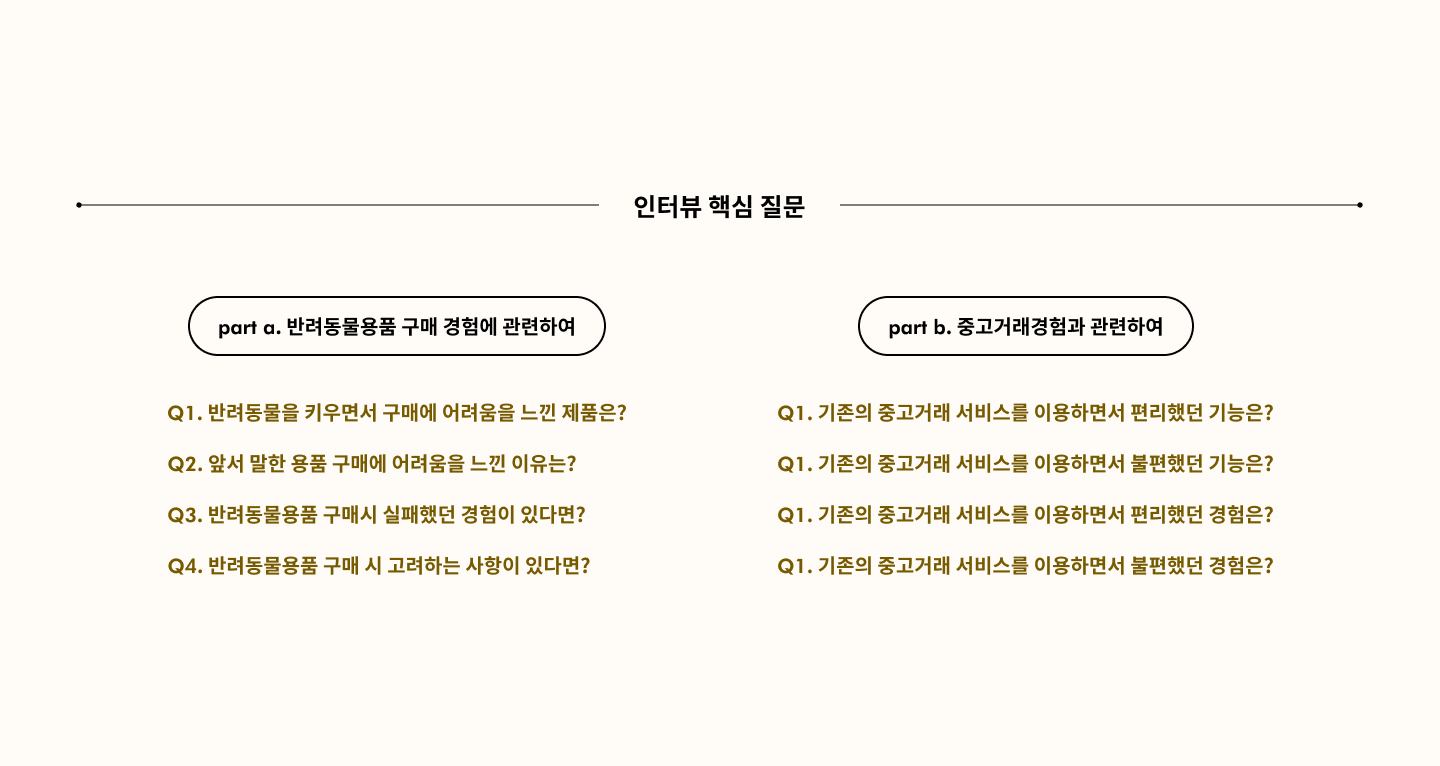 인터뷰 핵심 질문
part a. 반려동물용품 구매 경험에 관련하여
Q1. 반려동물을 키우면서 구매에 어려움을 느낀 제품은?
Q2. 앞서 말한 용품 구매에 어려움을 느낀 이유는?
Q3. 반려동물용품 구매시 실패했던 경험이 있다면?
Q4. 반려동물용품 구매 시 고려하는 사항이 있다면?
part b. 중고거래경험과 관련하여
Q1. 기존의 중고거래 서비스를 이용하면서 편리했던 기능은?
Q1. 기존의 중고거래 서비스를 이용하면서 불편했던 기능은?
Q1. 기존의 중고거래 서비스를 이용하면서 편리했던 경험은?
Q1. 기존의 중고거래 서비스를 이용하면서 불편했던 경험은?